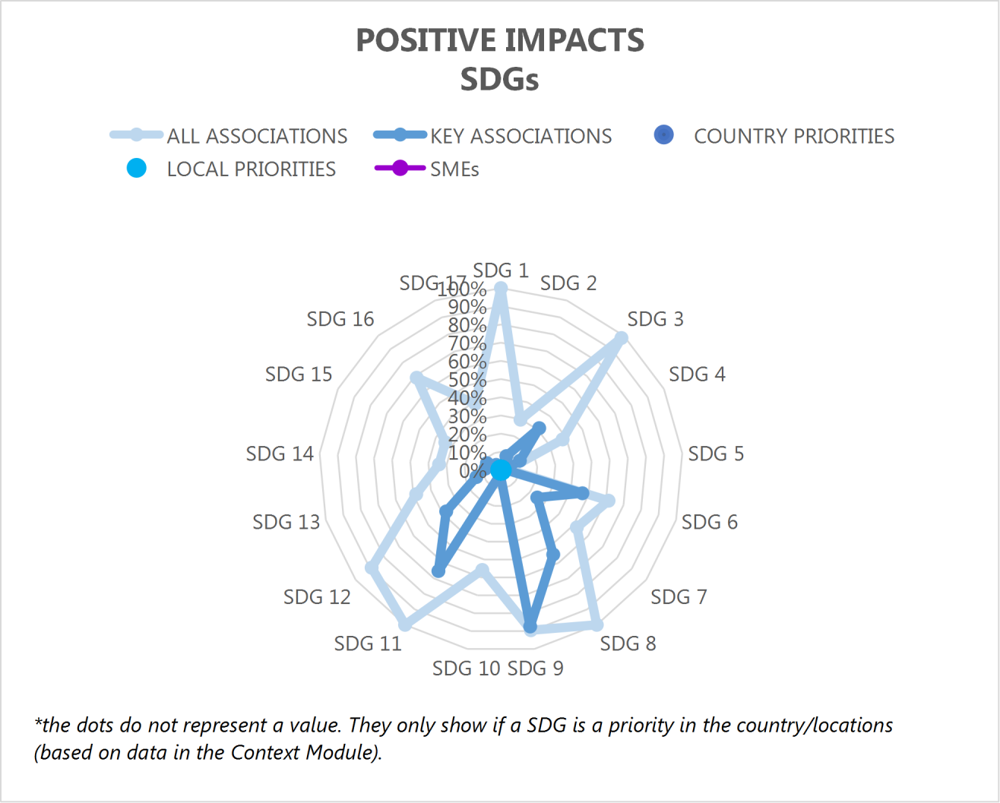 POSITIVE IMPACTS
SDGs
ALL ASSOCIATIONS
KEY ASSOCIATIONS
COUNTRY PRIORITIES
LOCAL PRIORITIES
SMEs
SDG 1
SDG 2
SDG 3
SDG 4
SDG 5
SDG 6
SDG 7
SDG 8
SDG 9
SDG 10
SDG 11
SDG 12
SDG 13
SDG 14
SDG 15
SDG 16
SDG 17
100%
90%
80%
70%
60%
50%
40%
30%
20%
10%
0%
*the dots do not represent a value. They only show if a SDG is a priority in the country/locations
(based on data in the Context Module).